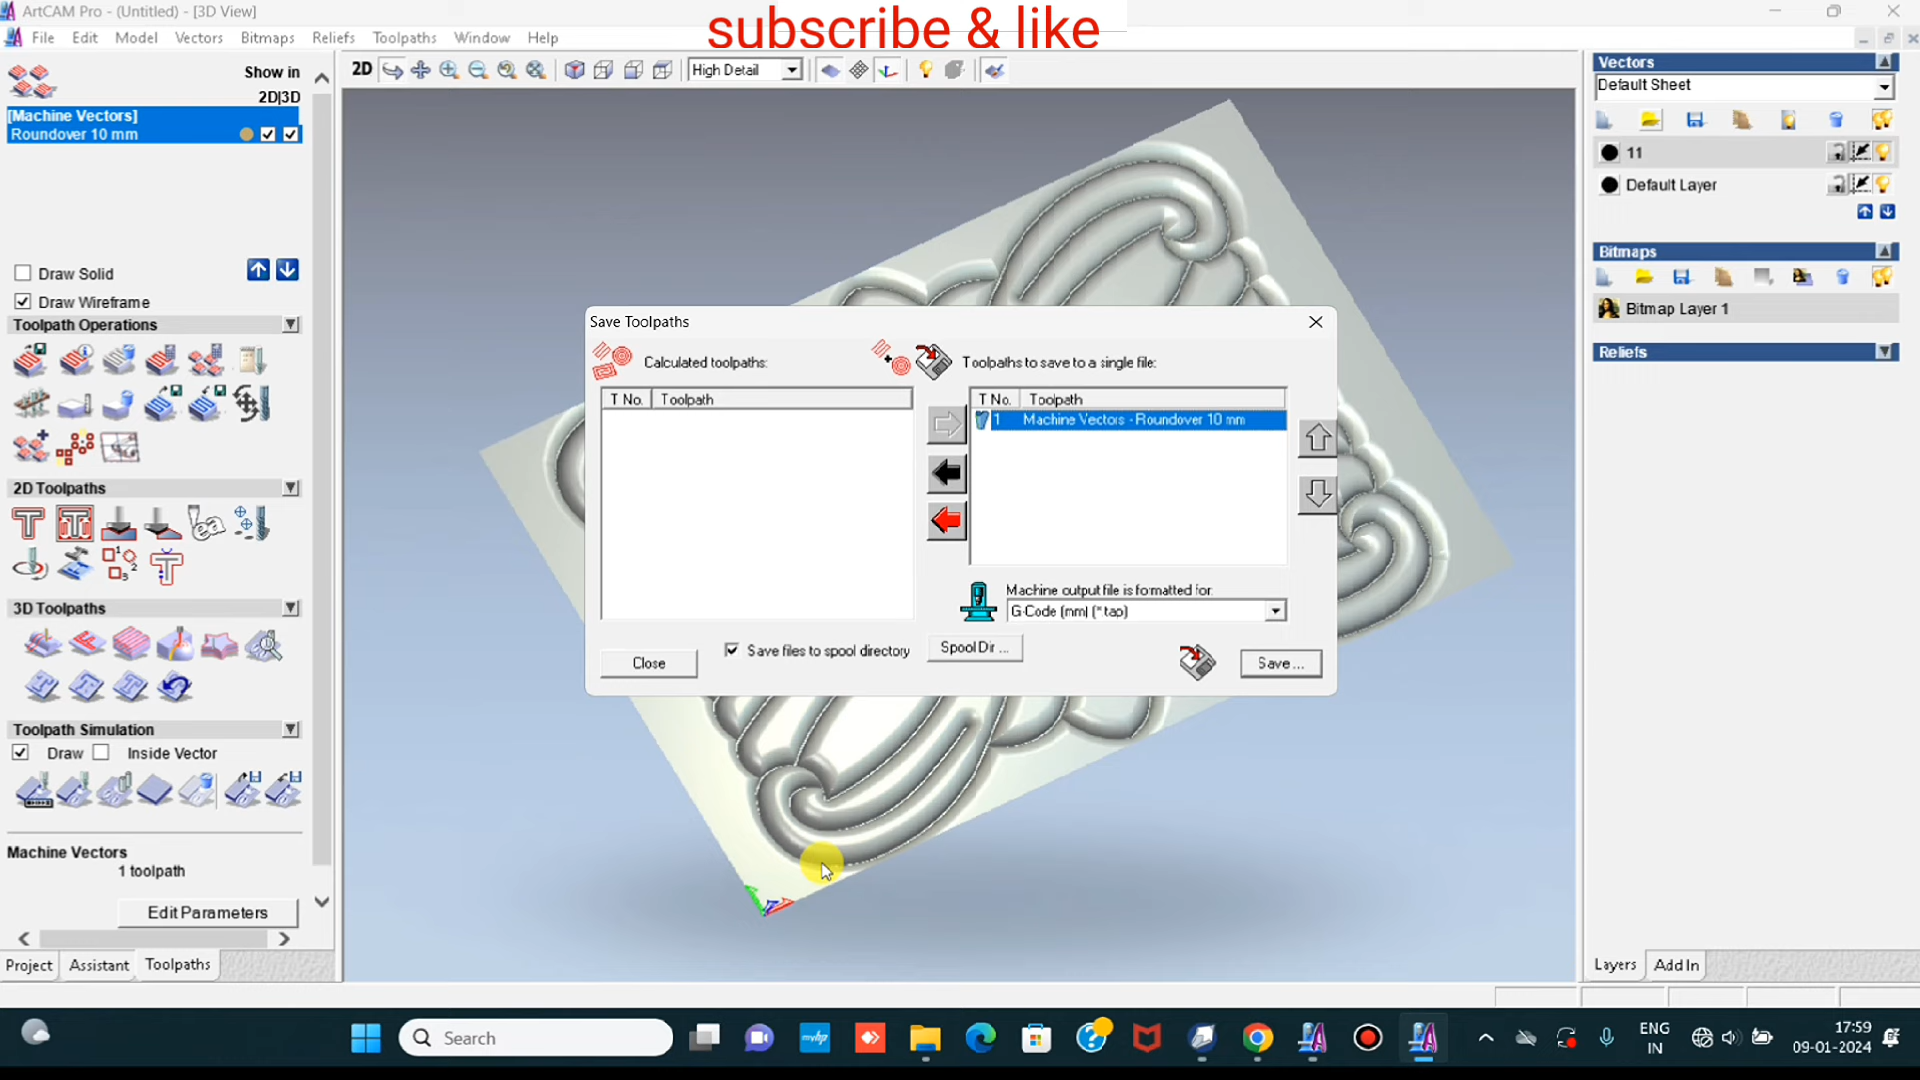 ArtCAM Pro - (Untitled) - [3D View]
subscribe & like
File Edit Model Vectors Bitmaps Reliefs Toolpaths Window Help
Show in
2D|3D
[Machine Vectors]
Roundover 10 mm
Draw Solid
Draw Wireframe
Toolpath Operations
2D Toolpaths
3D Toolpaths
Toolpath Simulation
Draw Inside Vector
Machine Vectors
1 toolpath
Edit Parameters
Project Assistant Toolpaths
2D High Detail
Save Toolpaths
Calculated toolpaths:
T No. Toolpath
Toolpaths to save to a single file:
T No. Toolpath
1 Machine Vectors - Roundover 10 mm
Machine output file is formatted for:
G-Code (mm) (*.tap)
Close
Save files to spool directory
Spool Dir ...
Save ...
Vectors
Default Sheet
11
Default Layer
Bitmaps
Bitmap Layer 1
Reliefs
Layers Add In
Search
myhp
ENG
IN
17:59
09-01-2024